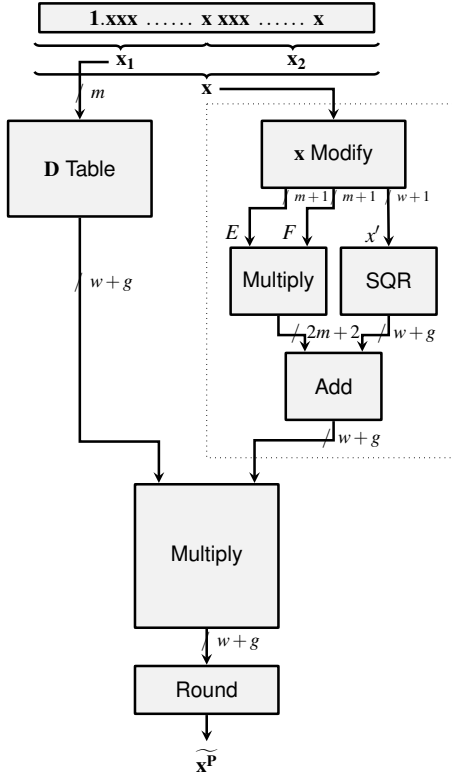 1.xxx ...... x xxx ...... x
x₁ x₂
x
m
D Table
x Modify
m+1 m+1 w+1
E F x′
w+g
Multiply SQR
2m+2 w+g
Add
w+g
Multiply
w+g
Round
x̃ᴾ